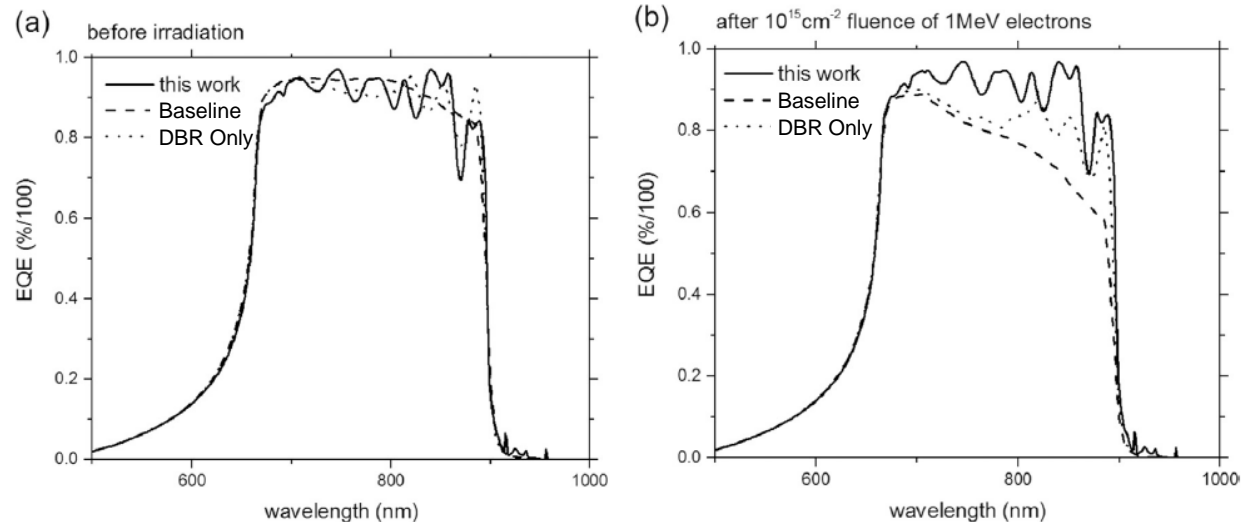 (a)
before irradiation
1.0
this work
Baseline
DBR Only
0.8
0.6
0.4
0.2
0.0
EQE (%/100)
600
800
1000
wavelength (nm)
(b)
after 10¹⁵cm⁻² fluence of 1MeV electrons
1.0
this work
Baseline
DBR Only
0.8
0.6
0.4
0.2
0.0
EQE (%/100)
600
800
1000
wavelength (nm)